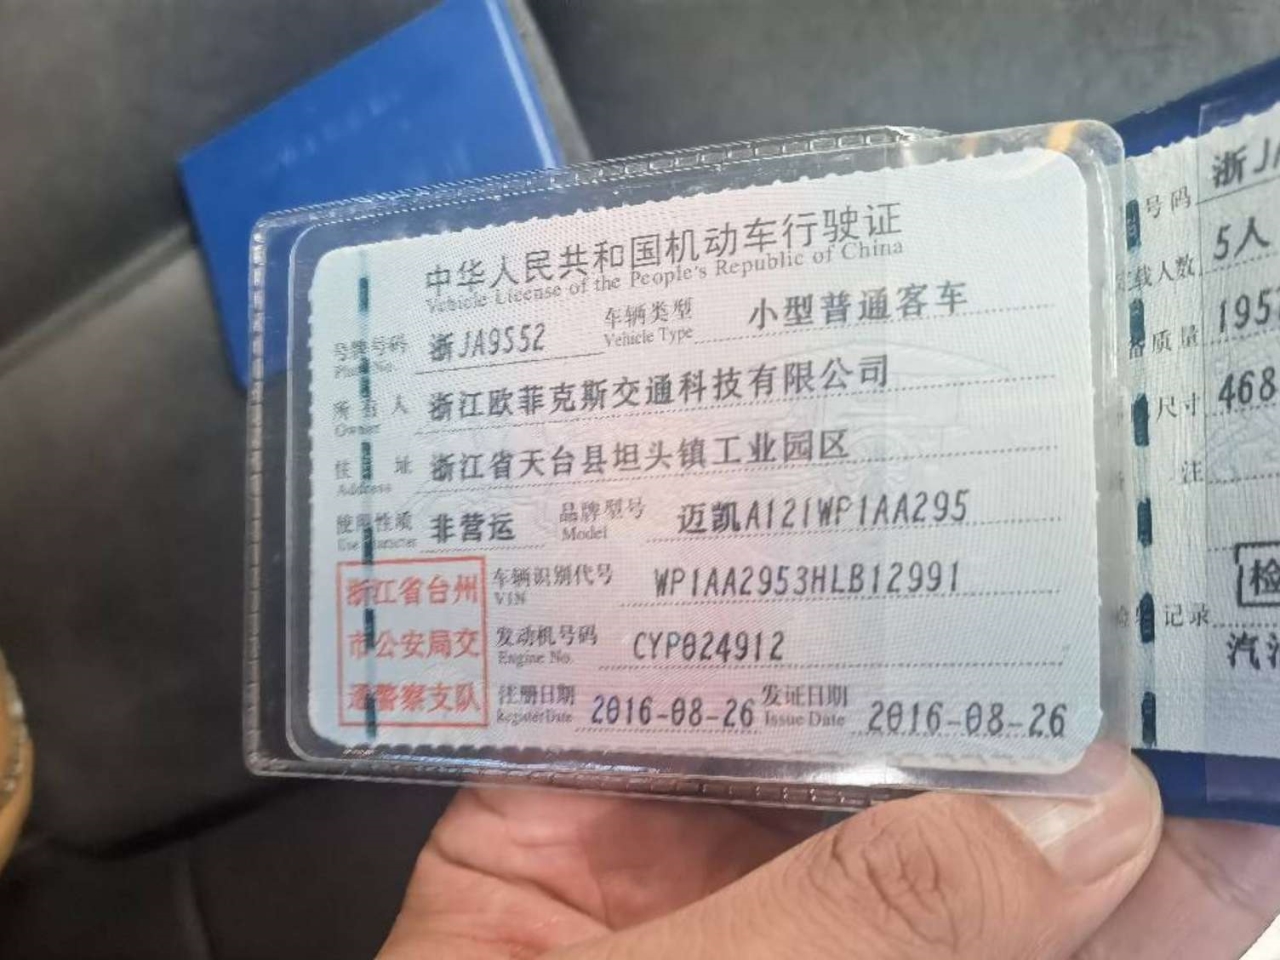 中华人民共和国机动车行驶证
Vehicle License of the People's Republic of China
号牌号码 浙JA9S52 车辆类型 小型普通客车
Plate No. Vehicle Type
所有人 浙江欧菲克斯交通科技有限公司
Owner
住址 浙江省天台县坦头镇工业园区
Address
使用性质 非营运 品牌型号 迈凯A121WP1AA295
Use Character Model
浙江省台州
市公安局交
通警察支队
车辆识别代号 WP1AA2953HLB12991
VIN
发动机号码 CYP024912
Engine No.
注册日期 2016-08-26 发证日期 2016-08-26
Register Date Issue Date
号码 浙JA
载人数 5人
质量 195
尺寸 468
注
检
记录
汽